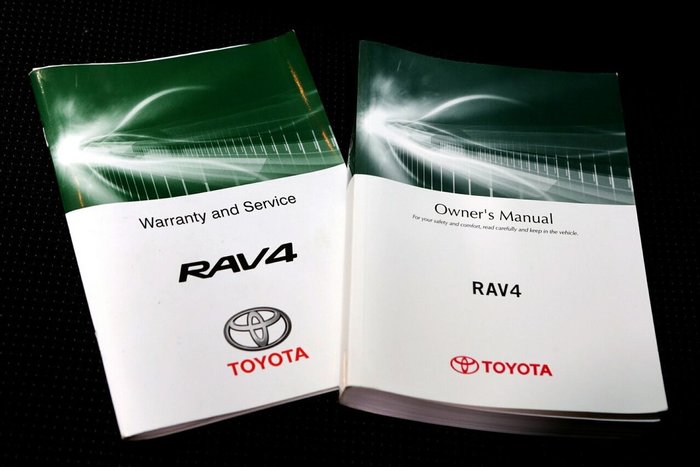 Warranty and Service
RAV4
TOYOTA
Owner's Manual
For your safety and comfort, read carefully and keep in the vehicle.
RAV4
TOYOTA